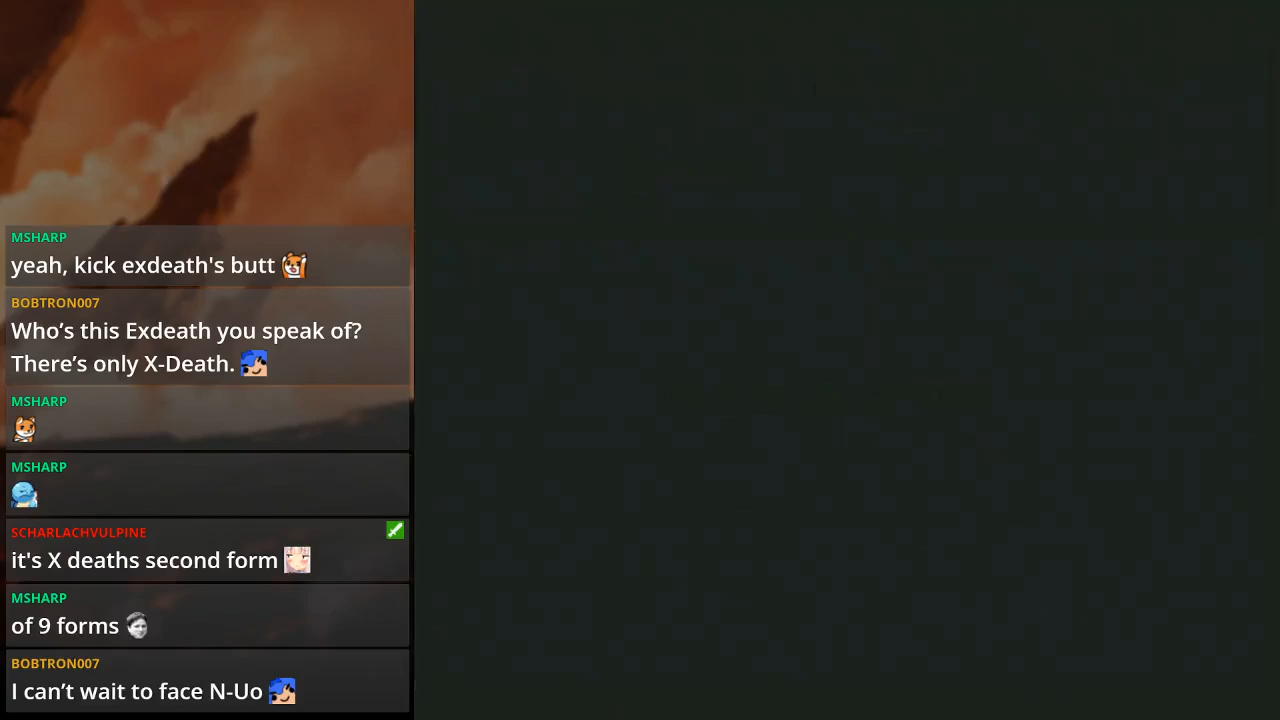 MSHARP
yeah, kick exdeath's butt
BOBTRON007
Who’s this Exdeath you speak of?
There’s only X-Death.
MSHARP
MSHARP
SCHARLACHVULPINE
it's X deaths second form
MSHARP
of 9 forms
BOBTRON007
I can’t wait to face N-Uo